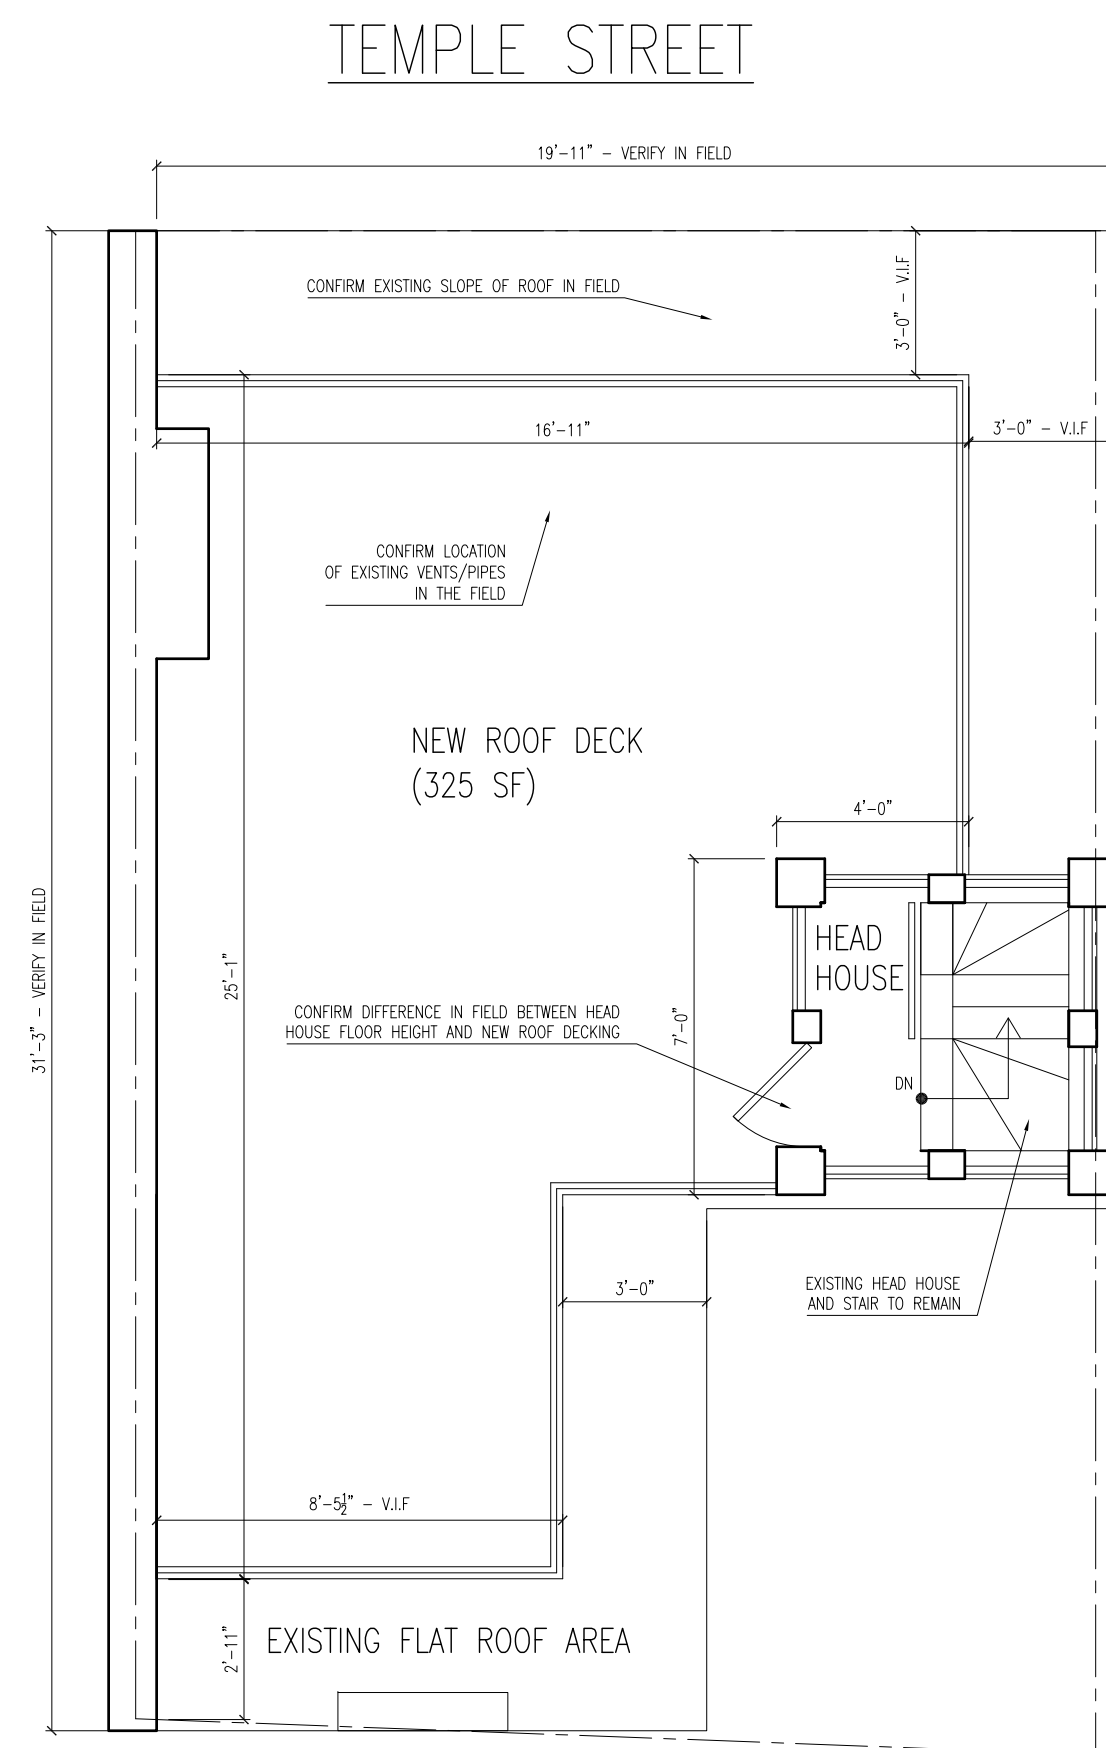 TEMPLE STREET
19'-11" – VERIFY IN FIELD
3'-0" – V.I.F
CONFIRM EXISTING SLOPE OF ROOF IN FIELD
16'-11"
3'-0" – V.I.F
CONFIRM LOCATION
OF EXISTING VENTS/PIPES
IN THE FIELD
NEW ROOF DECK
(325 SF)
4'-0"
31'-3" – VERIFY IN FIELD
25'-1"
HEAD
HOUSE
CONFIRM DIFFERENCE IN FIELD BETWEEN HEAD
HOUSE FLOOR HEIGHT AND NEW ROOF DECKING
7'-0"
DN
3'-0"
EXISTING HEAD HOUSE
AND STAIR TO REMAIN
8'-5½" – V.I.F
2'-11"
EXISTING FLAT ROOF AREA